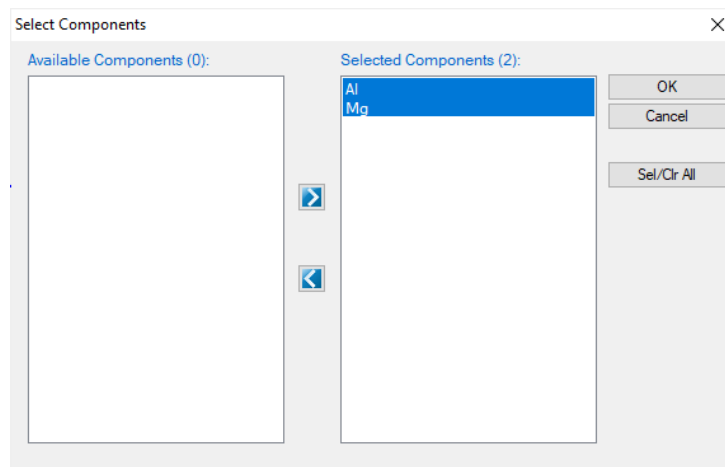 Select Components
Available Components (0):
Selected Components (2):
Al
Mg
OK
Cancel
Sel/Clr All